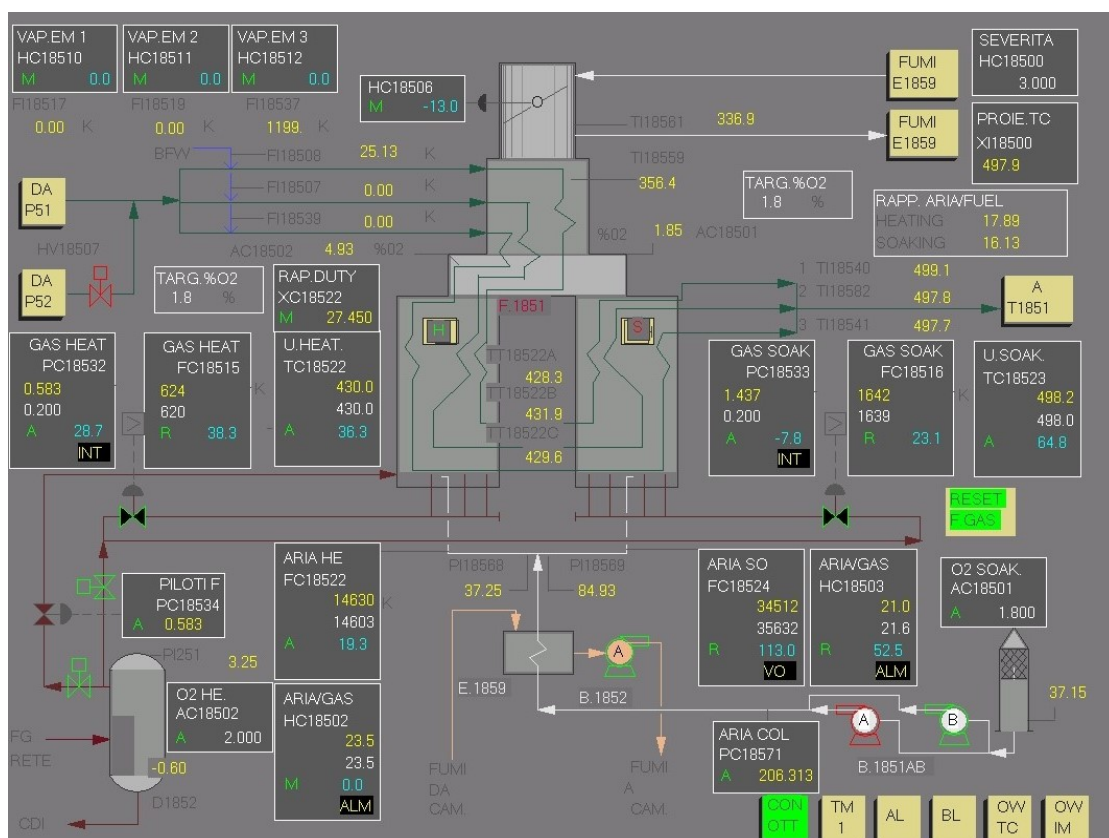 VAP.EM 1
HC18510
M 0.0
VAP.EM 2
HC18511
M 0.0
VAP.EM 3
HC18512
M 0.0
FI18517
0.00 K
FI18519
0.00 K
FI18537
1199. K
HC18506
M -13.0
FUMI
E1859
FUMI
E1859
SEVERITA
HC18500
3.000
PROIE.TC
XI18500
497.9
TI18561 336.9
TI18559
356.4
BFW
FI18508 25.13 K
FI18507 0.00 K
FI18539 0.00 K
DA
P51
HV18507
DA
P52
AC18502 4.93 %02
%02 1.85 AC18501
TARG.%O2
1.8 %
TARG.%O2
1.8 %
RAPP. ARIA/FUEL
HEATING 17.89
SOAKING 16.13
RAP.DUTY
XC18522
M 27.450
F.1851
H
S
1 TI18540 499.1
2 TI18582 497.8
3 TI18541 497.7
A
T1851
GAS HEAT
PC18532
0.583
0.200
A 28.7
INT
GAS HEAT
FC18515
624 K
620
R 38.3
U.HEAT.
TC18522
430.0
430.0
A 36.3
TT18522A
428.3
TT18522B
431.9
TT18522C
429.6
GAS SOAK
PC18533
1.437
0.200
A -7.8
INT
GAS SOAK
FC18516
1642 K
1639
R 23.1
U.SOAK.
TC18523
498.2
498.0
A 64.8
RESET
F.GAS
PILOTI F
PC18534
A 0.583
PI251
3.25
ARIA HE
FC18522
14630 K
14603
A 19.3
PI18568
37.25
PI18569
84.93
ARIA SO
FC18524
34512
35632
R 113.0
VO
ARIA/GAS
HC18503
21.0
21.6
R 52.5
ALM
O2 SOAK.
AC18501
A 1.800
37.15
E.1859
A
B.1852
O2 HE.
AC18502
A 2.000
ARIA/GAS
HC18502
23.5
23.5
M 0.0
ALM
FG
RETE
-0.60
D1852
CDI
FUMI
DA
CAM.
FUMI
A
CAM.
ARIA COL
PC18571
A 206.313
A
B
B.1851AB
CON
OTT
TM
1
AL
BL
OW
TC
OW
IM